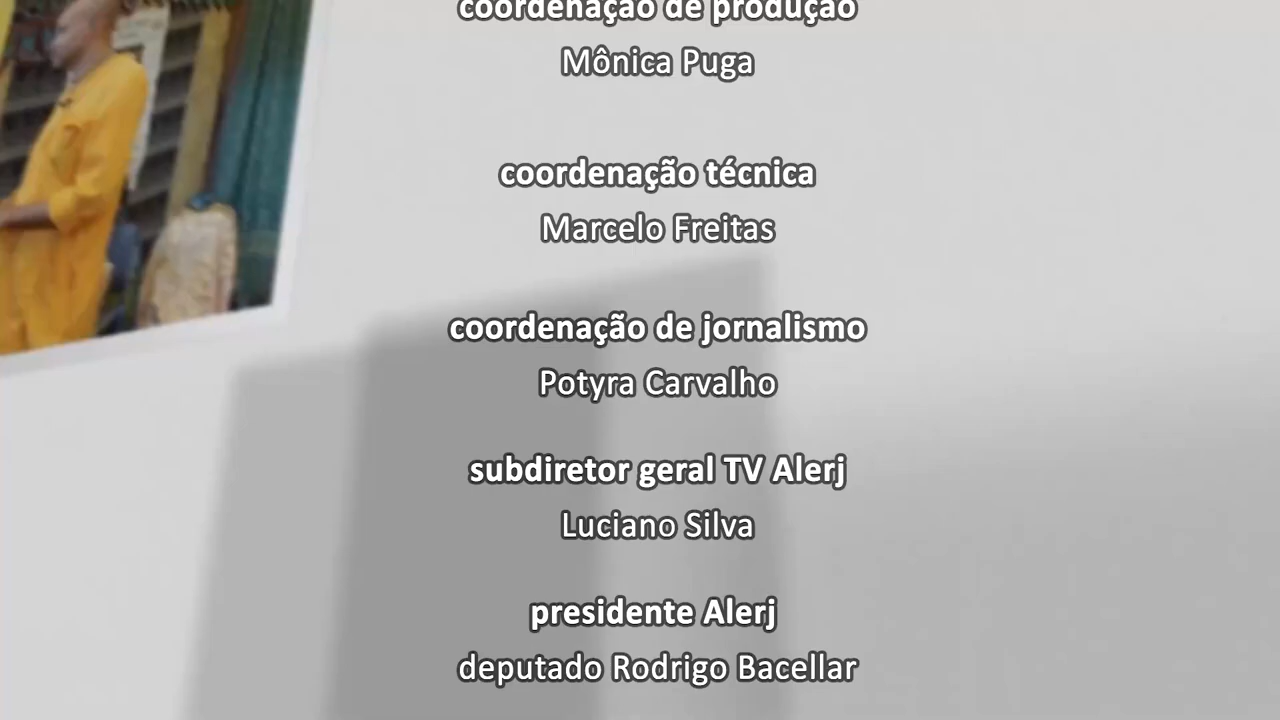 coordenação de produção
Mônica Puga
coordenação técnica
Marcelo Freitas
coordenação de jornalismo
Potyra Carvalho
subdiretor geral TV Alerj
Luciano Silva
presidente Alerj
deputado Rodrigo Bacellar